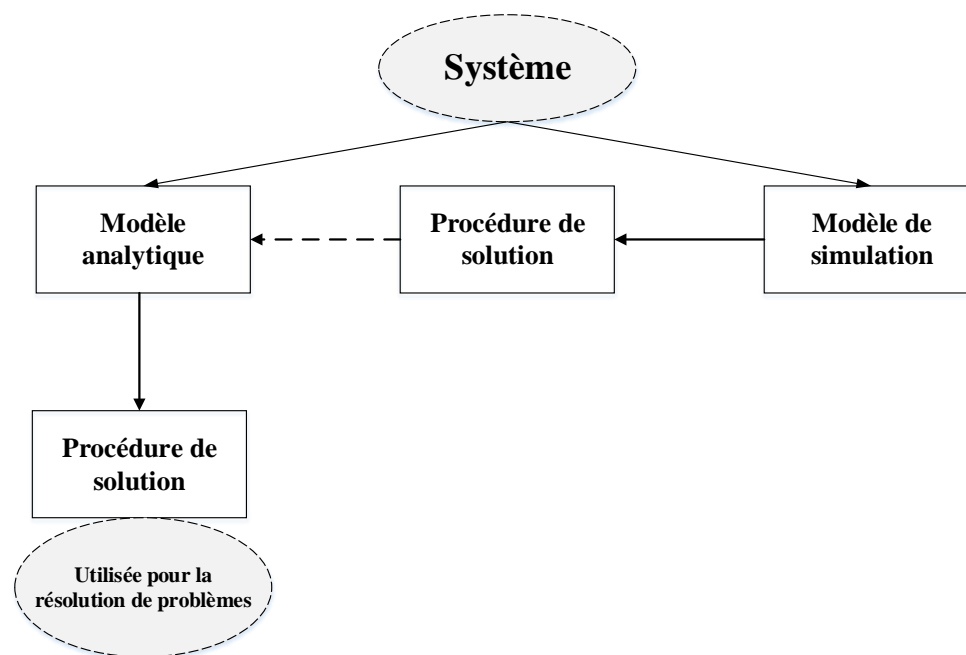 Système
Modèle
analytique
Procédure de
solution
Modèle de
simulation
Procédure de
solution
Utilisée pour la
résolution de problèmes